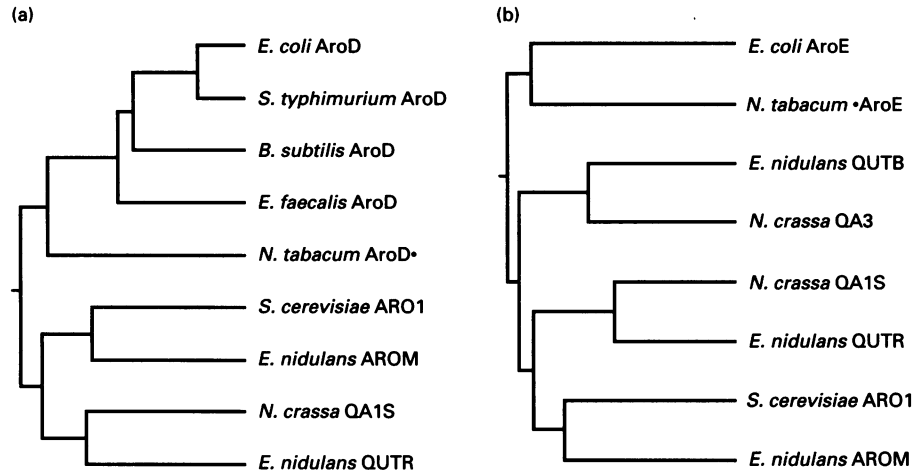 (a)
E. coli AroD
S. typhimurium AroD
B. subtilis AroD
E. faecalis AroD
N. tabacum AroD•
S. cerevisiae ARO1
E. nidulans AROM
N. crassa QA1S
E. nidulans QUTR
(b)
E. coli AroE
N. tabacum •AroE
E. nidulans QUTB
N. crassa QA3
N. crassa QA1S
E. nidulans QUTR
S. cerevisiae ARO1
E. nidulans AROM